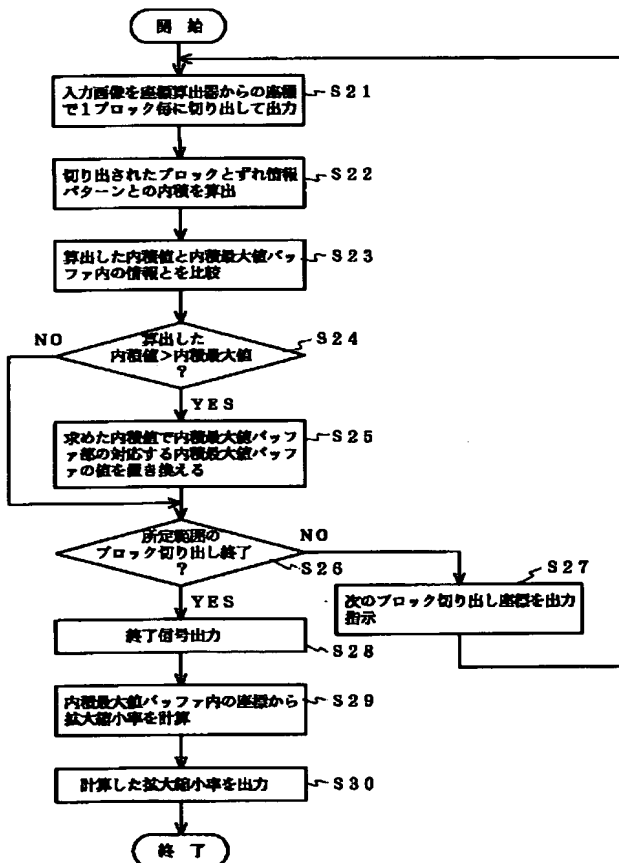 開始
入力画像を座標算出器からの座標
で1ブロック毎に切り出して出力
S21
切り出されたブロックとずれ情報
パターンとの内積を算出
S22
算出した内積値と内積最大値バッ
ファ内の情報とを比較
S23
NO
算出した
内積値>内積最大値
?
S24
YES
求めた内積値で内積最大値バッフ
ァ部の対応する内積最大値バッフ
ァの値を置き換える
S25
所定範囲の
ブロック切り出し終了
?
NO
S26
S27
次のブロック切り出し座標を出力
指示
YES
終了信号出力
S28
内積最大値バッファ内の座標から
拡大縮小率を計算
S29
計算した拡大縮小率を出力
S30
終了